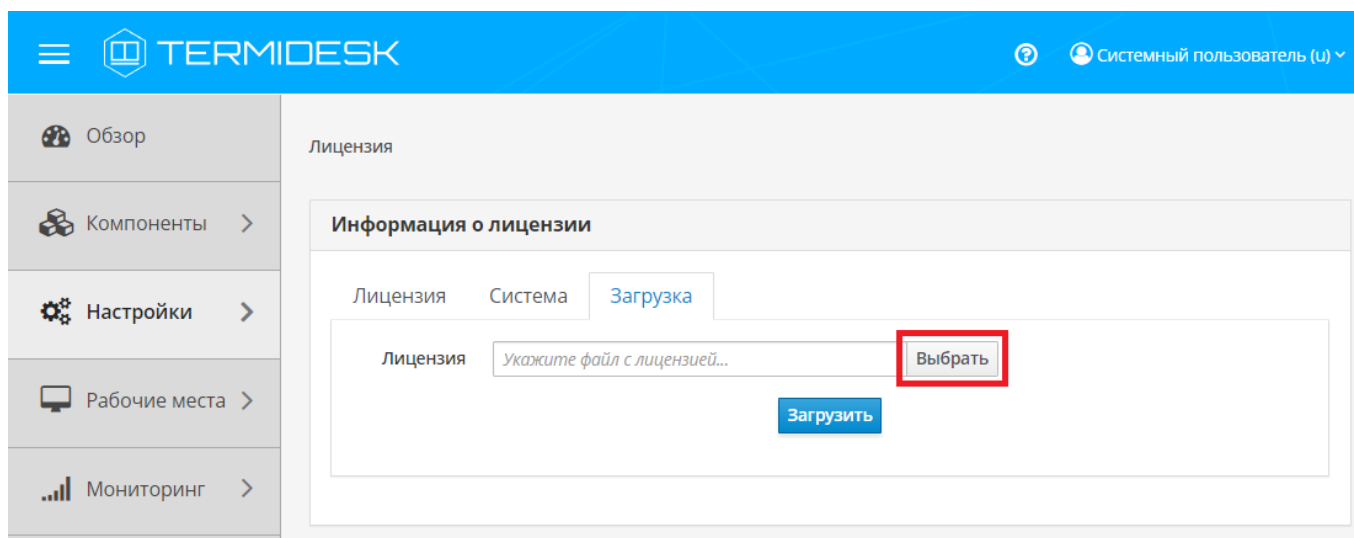 TERMIDESK
Системный пользователь (u)
Обзор
Компоненты
Настройки
Рабочие места
Мониторинг
Лицензия
Информация о лицензии
Лицензия Система Загрузка
Лицензия Укажите файл с лицензией... Выбрать
Загрузить